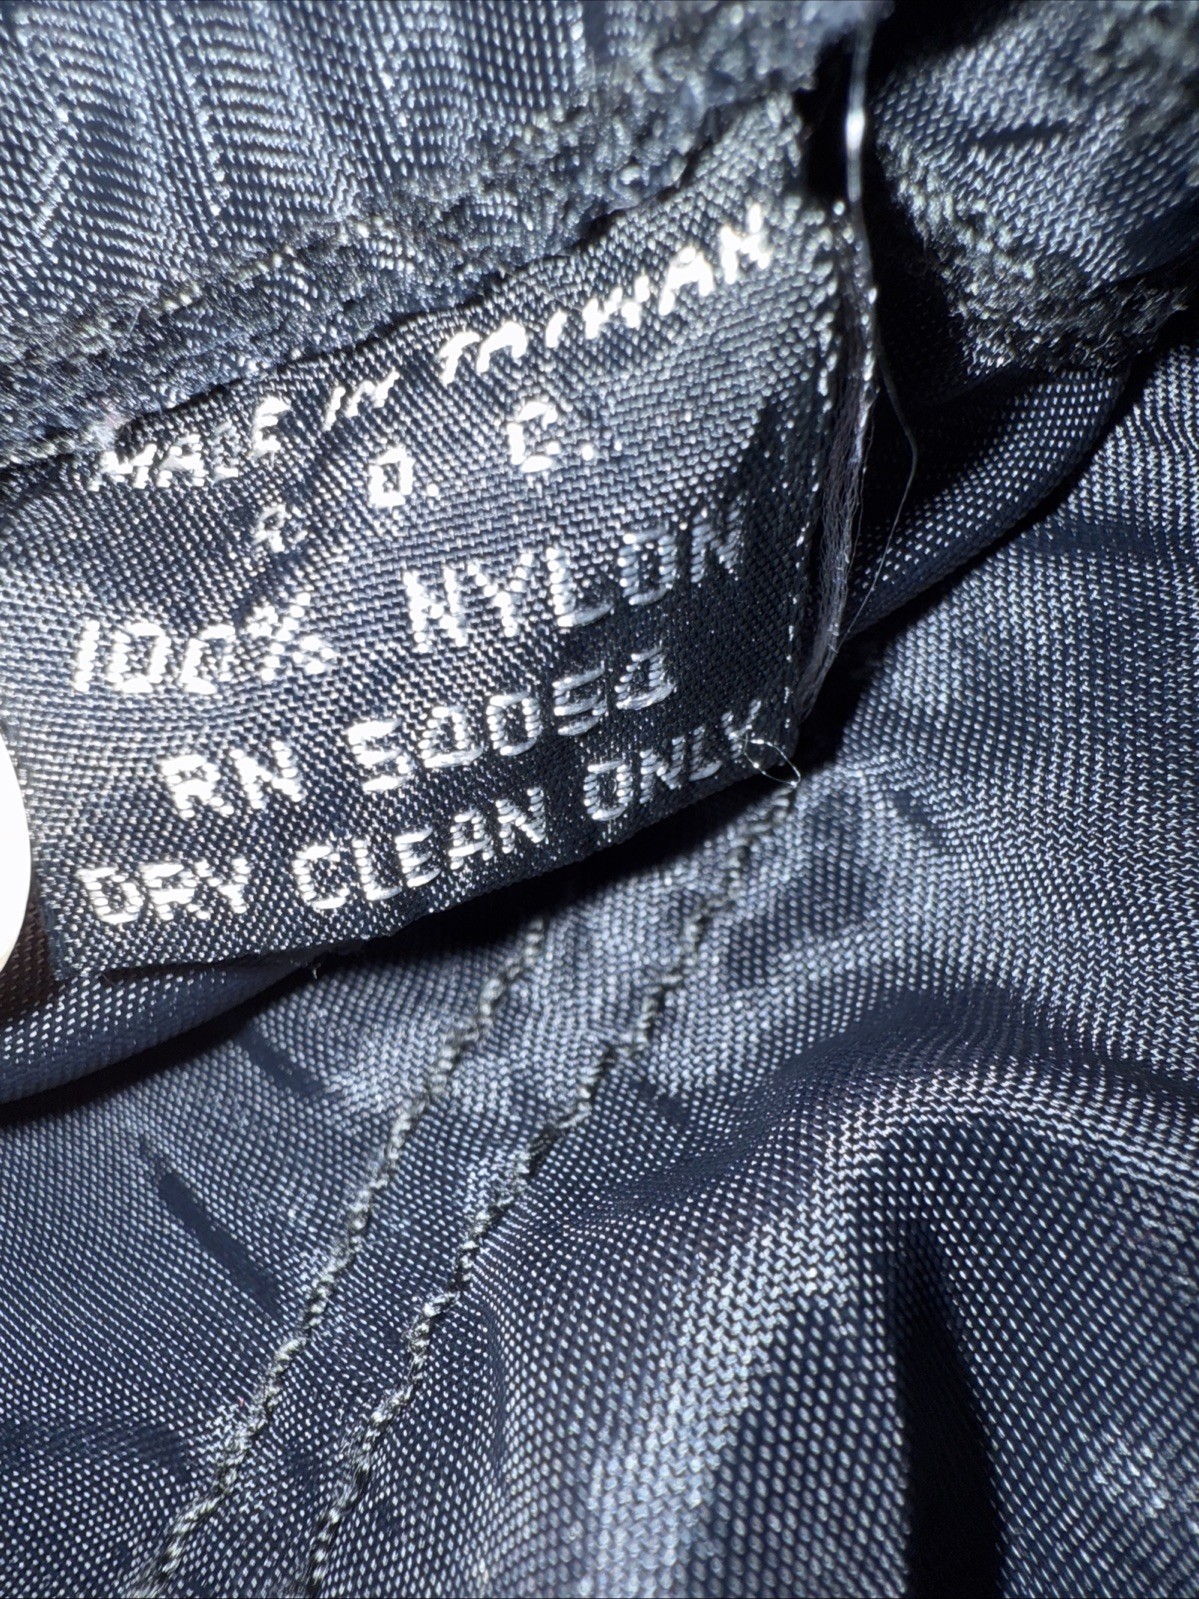 MADE IN TAIWAN
R. O. C.
100% NYLON
RN 50050
DRY CLEAN ONLY